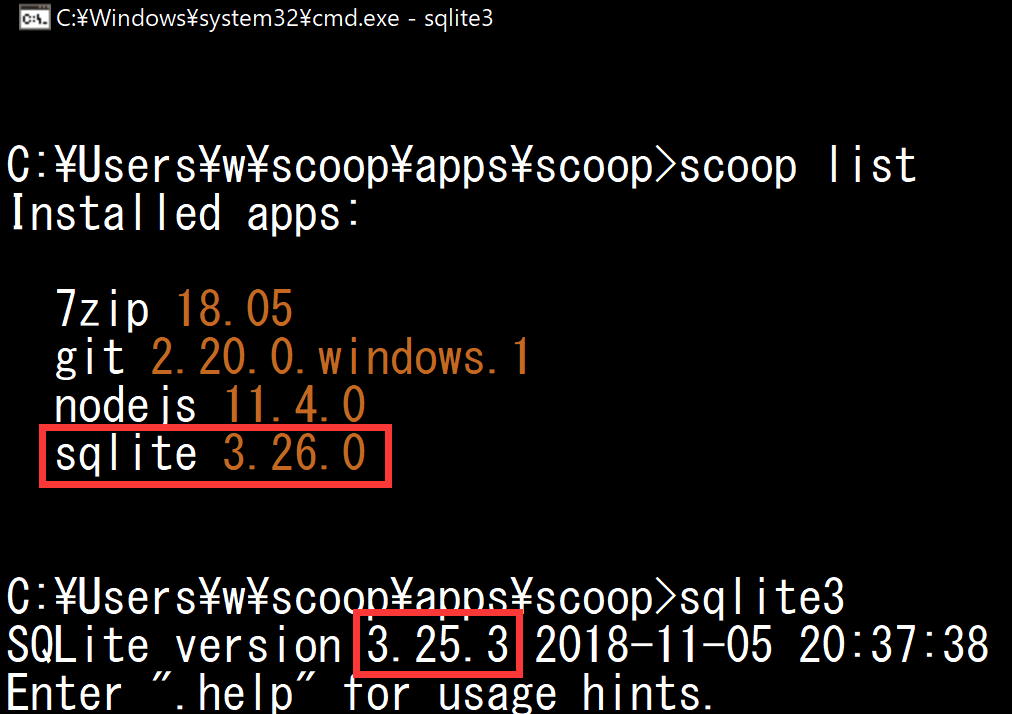 C:¥Windows¥system32¥cmd.exe - sqlite3
C:¥Users¥w¥scoop¥apps¥scoop>scoop list
Installed apps:
7zip 18.05
git 2.20.0.windows.1
nodejs 11.4.0
sqlite 3.26.0
C:¥Users¥w¥scoop¥apps¥scoop>sqlite3
SQLite version 3.25.3 2018-11-05 20:37:38
Enter ".help" for usage hints.